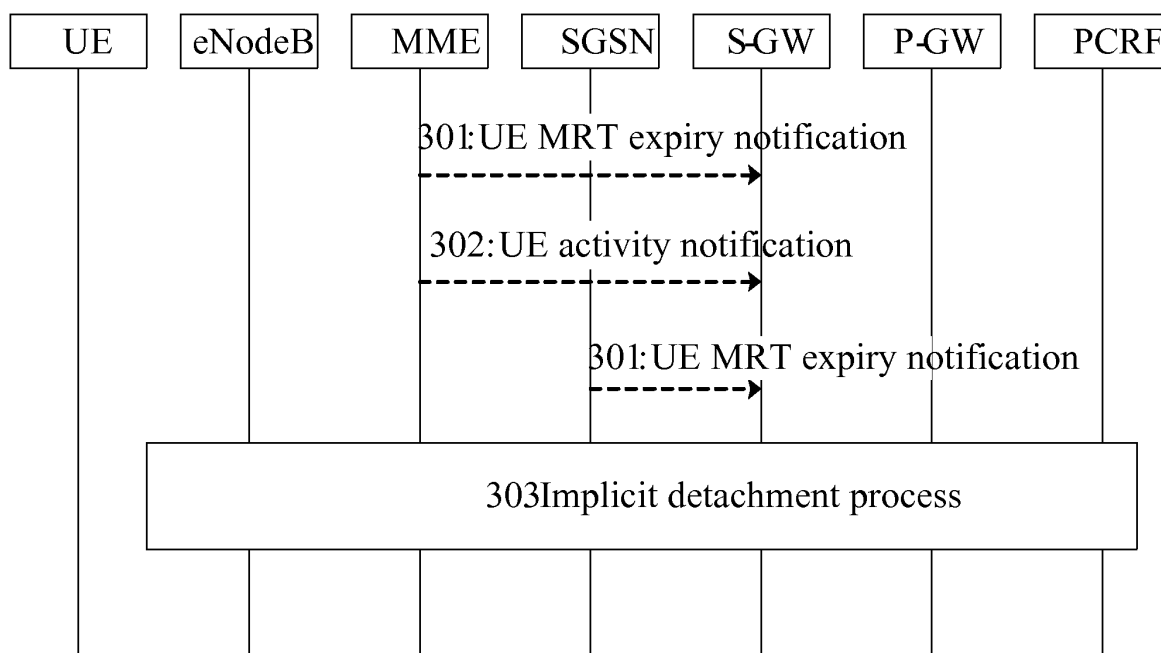 UE eNodeB MME SGSN S-GW P-GW PCRF
301:UE MRT expiry notification
302:UE activity notification
301:UE MRT expiry notification
303Implicit detachment process